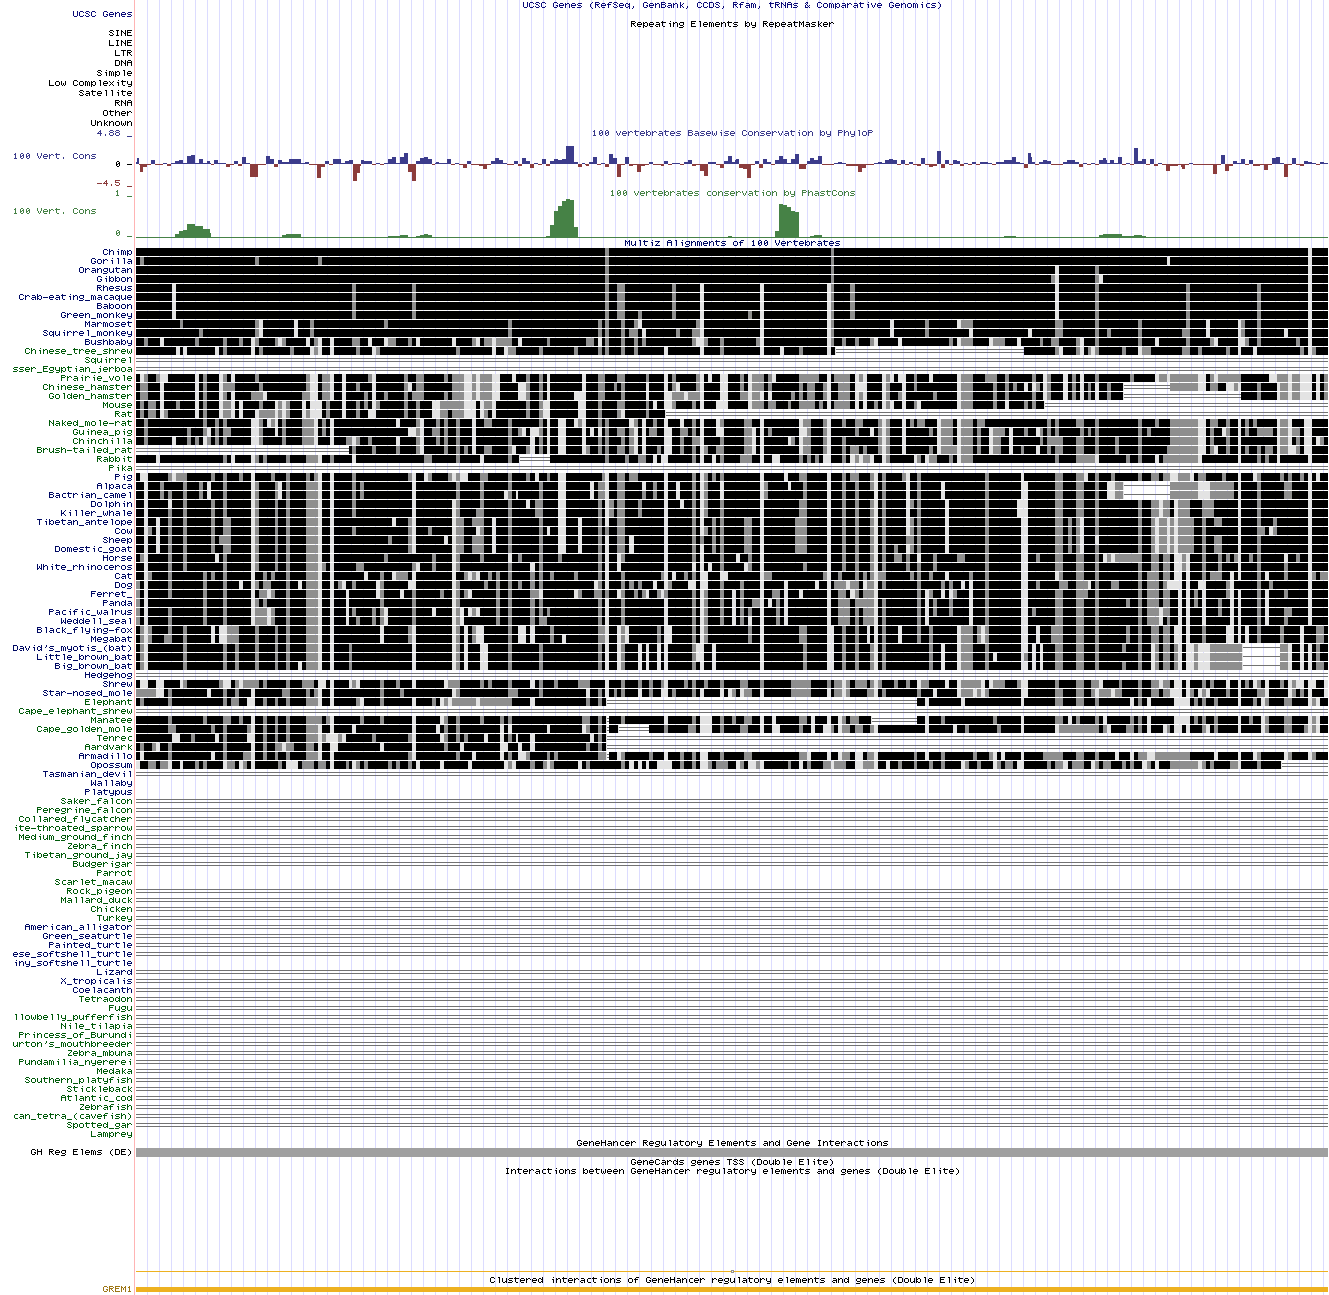 UCSC Genes (RefSeq, GenBank, CCDS, Rfam, tRNAs & Comparative Genomics)
UCSC Genes
Repeating Elements by RepeatMasker
SINE
LINE
LTR
DNA
Simple
Low Complexity
Satellite
RNA
Other
Unknown
100 vertebrates Basewise Conservation by PhyloP
4.88 _
100 Vert. Cons
0 _
-4.5 _
100 vertebrates conservation by PhastCons
1 _
100 Vert. Cons
0 _
Multiz Alignments of 100 Vertebrates
Chimp
Gorilla
Orangutan
Gibbon
Rhesus
Crab-eating_macaque
Baboon
Green_monkey
Marmoset
Squirrel_monkey
Bushbaby
Chinese_tree_shrew
Squirrel
sser_Egyptian_jerboa
Prairie_vole
Chinese_hamster
Golden_hamster
Mouse
Rat
Naked_mole-rat
Guinea_pig
Chinchilla
Brush-tailed_rat
Rabbit
Pika
Pig
Alpaca
Bactrian_camel
Dolphin
Killer_whale
Tibetan_antelope
Cow
Sheep
Domestic_goat
Horse
White_rhinoceros
Cat
Dog
Ferret_
Panda
Pacific_walrus
Weddell_seal
Black_flying-fox
Megabat
David's_myotis_(bat)
Little_brown_bat
Big_brown_bat
Hedgehog
Shrew
Star-nosed_mole
Elephant
Cape_elephant_shrew
Manatee
Cape_golden_mole
Tenrec
Aardvark
Armadillo
Opossum
Tasmanian_devil
Wallaby
Platypus
Saker_falcon
Peregrine_falcon
Collared_flycatcher
ite-throated_sparrow
Medium_ground_finch
Zebra_finch
Tibetan_ground_jay
Budgerigar
Parrot
Scarlet_macaw
Rock_pigeon
Mallard_duck
Chicken
Turkey
American_alligator
Green_seaturtle
Painted_turtle
ese_softshell_turtle
iny_softshell_turtle
Lizard
X_tropicalis
Coelacanth
Tetraodon
Fugu
llowbelly_pufferfish
Nile_tilapia
Princess_of_Burundi
urton's_mouthbreeder
Zebra_mbuna
Pundamilia_nyererei
Medaka
Southern_platyfish
Stickleback
Atlantic_cod
Zebrafish
can_tetra_(cavefish)
Spotted_gar
Lamprey
GeneHancer Regulatory Elements and Gene Interactions
GH Reg Elems (DE)
GeneCards genes TSS (Double Elite)
Interactions between GeneHancer regulatory elements and genes (Double Elite)
Clustered interactions of GeneHancer regulatory elements and genes (Double Elite)
GREM1